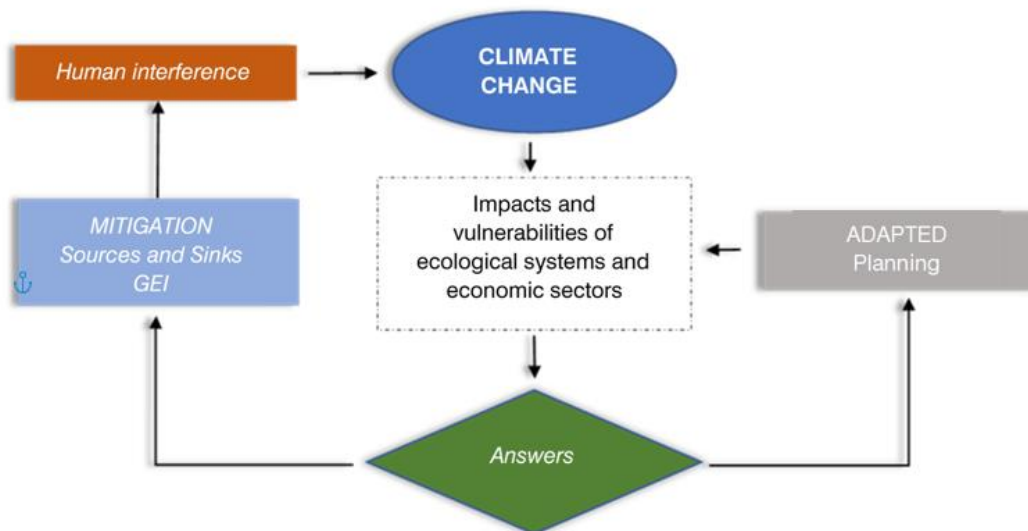 Human interference
CLIMATE
CHANGE
MITIGATION
Sources and Sinks
GEI
Impacts and
vulnerabilities of
ecological systems and
economic sectors
ADAPTED
Planning
Answers